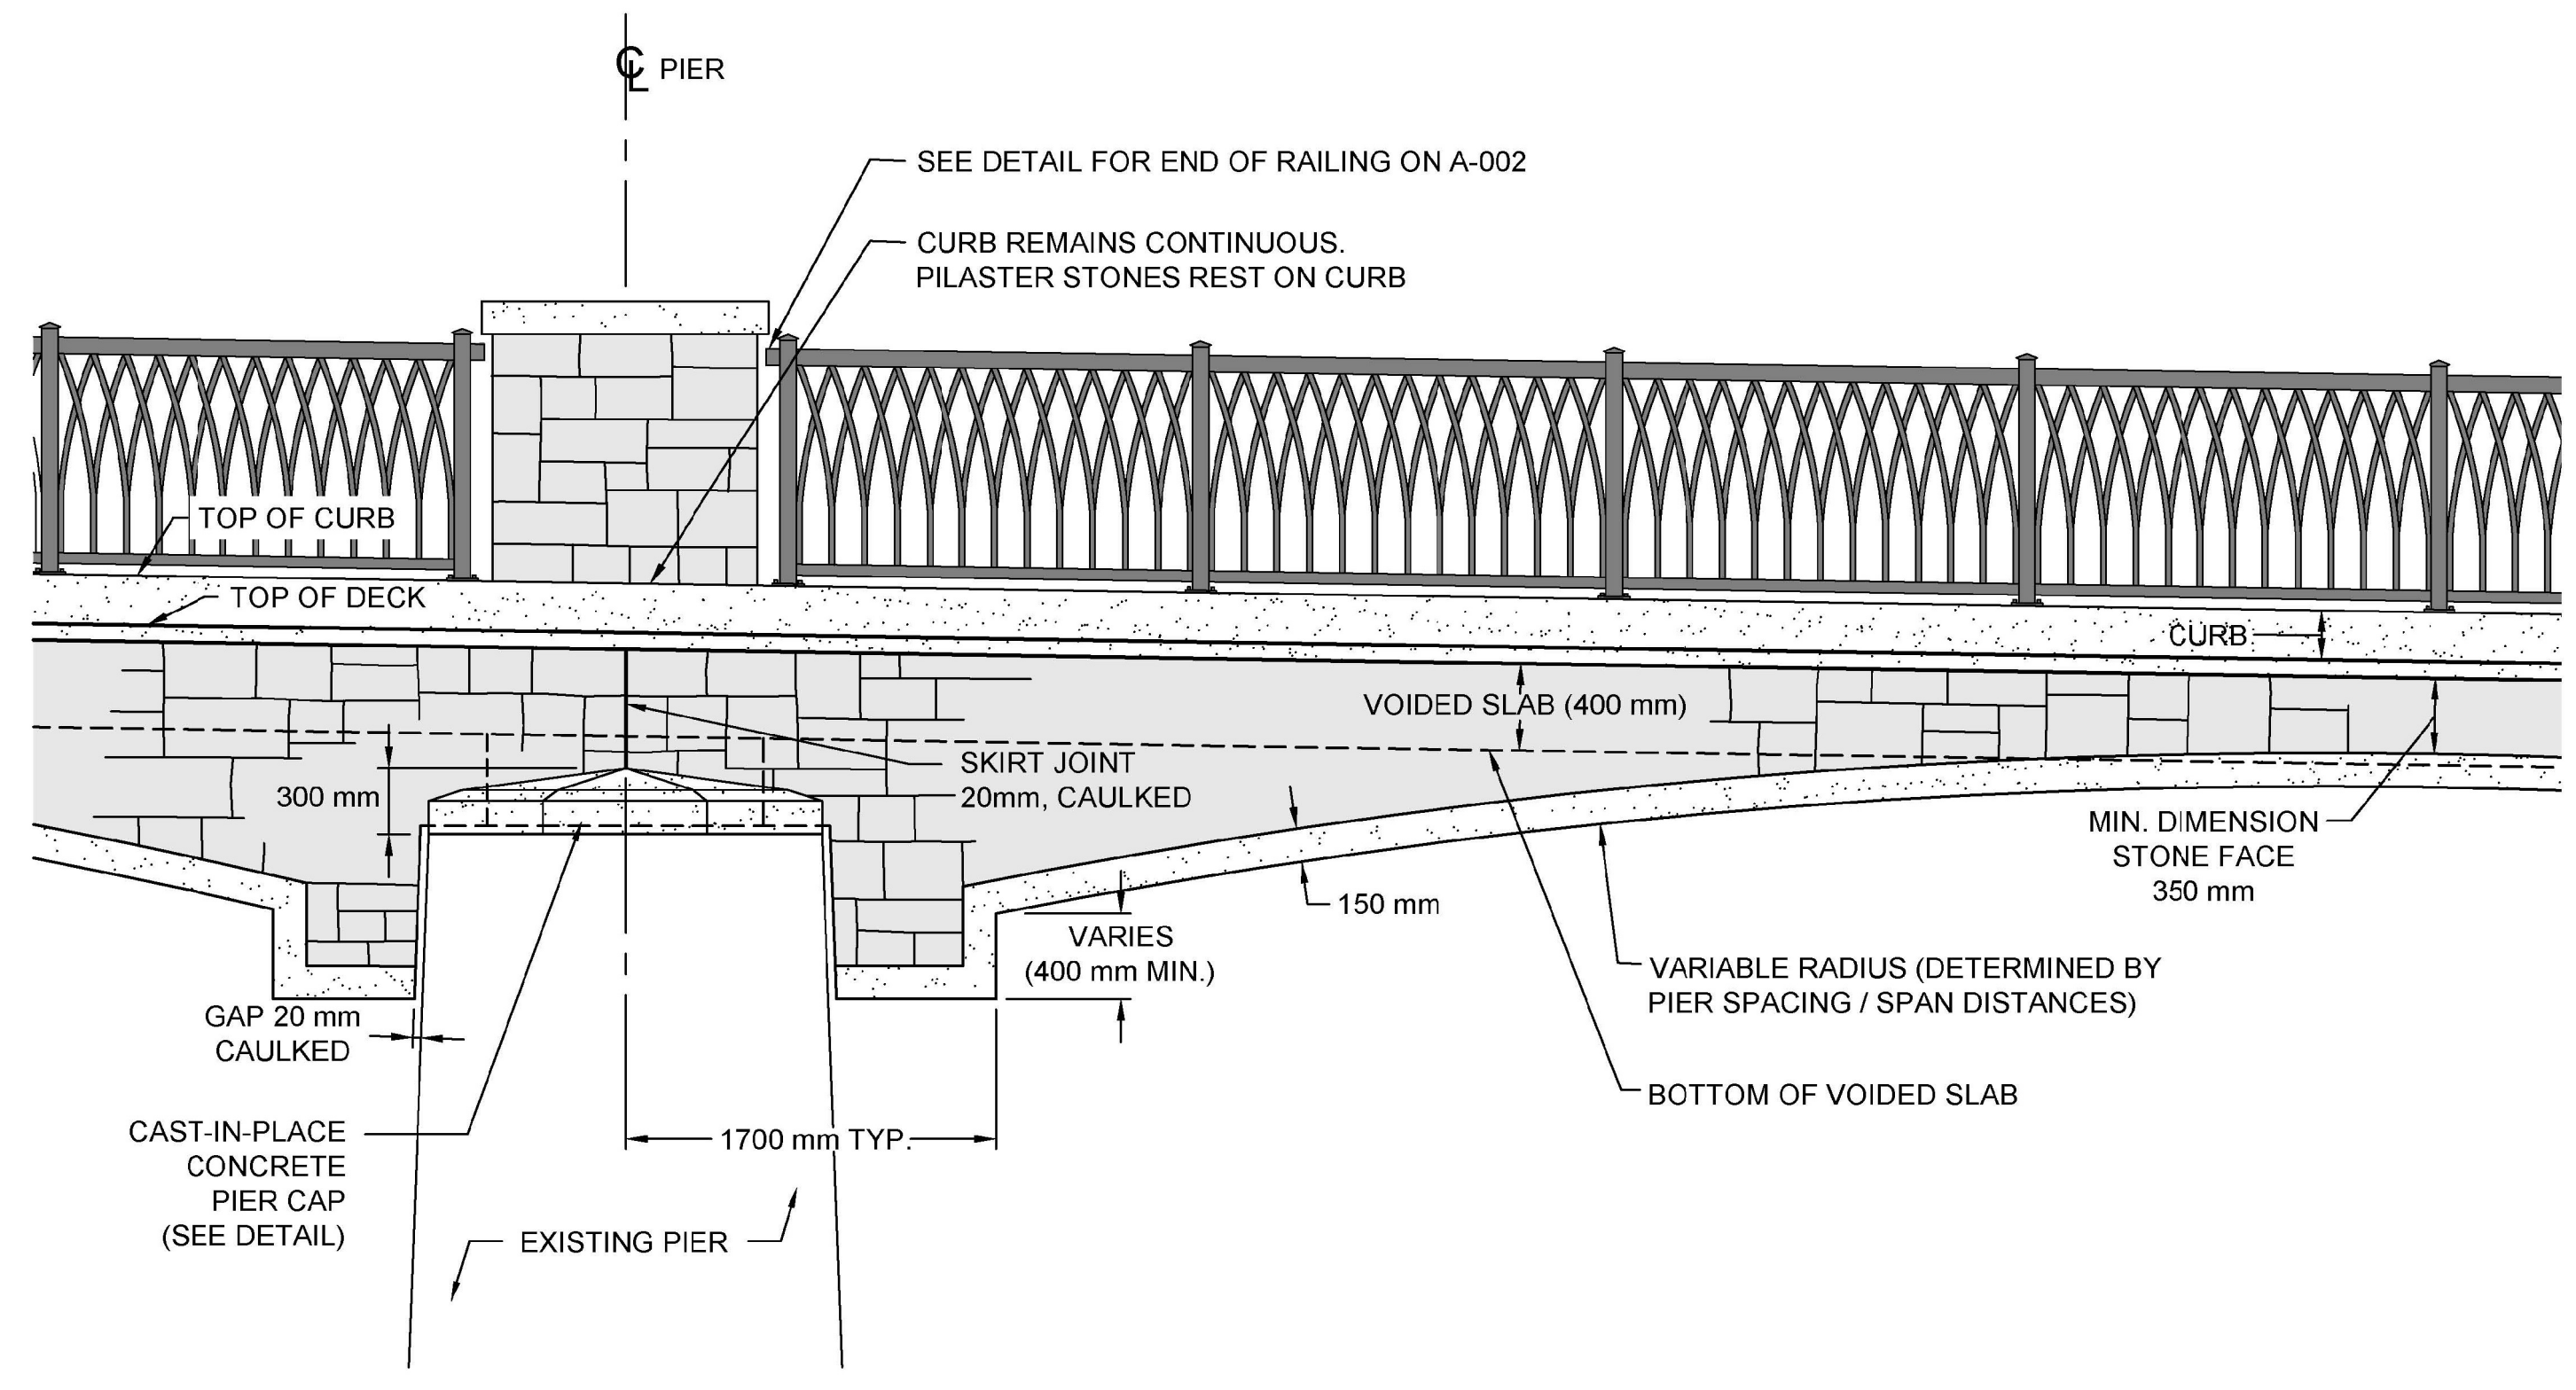 ℄ PIER
SEE DETAIL FOR END OF RAILING ON A-002
CURB REMAINS CONTINUOUS.
PILASTER STONES REST ON CURB
TOP OF CURB
TOP OF DECK
CURB
VOIDED SLAB (400 mm)
SKIRT JOINT
20mm, CAULKED
300 mm
MIN. DIMENSION
STONE FACE
350 mm
150 mm
VARIES
(400 mm MIN.)
VARIABLE RADIUS (DETERMINED BY
PIER SPACING / SPAN DISTANCES)
GAP 20 mm
CAULKED
BOTTOM OF VOIDED SLAB
CAST-IN-PLACE
CONCRETE
PIER CAP
(SEE DETAIL)
1700 mm TYP.
EXISTING PIER